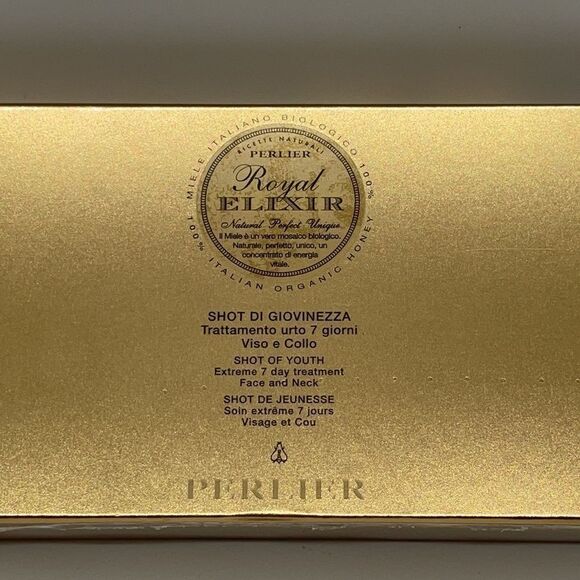 100% MIELE ITALIANO BIOLOGICO 100%
RICETTE NATURALI
PERLIER
Royal
ELIXIR
Natural Perfect Unique
Il Miele è un vero mosaico biologico.
Naturale, perfetto, unico, un
concentrato di energia
vitale.
ITALIAN ORGANIC HONEY
SHOT DI GIOVINEZZA
Trattamento urto 7 giorni
Viso e Collo
SHOT OF YOUTH
Extreme 7 day treatment
Face and Neck
SHOT DE JEUNESSE
Soin extrême 7 jours
Visage et Cou
PERLIER